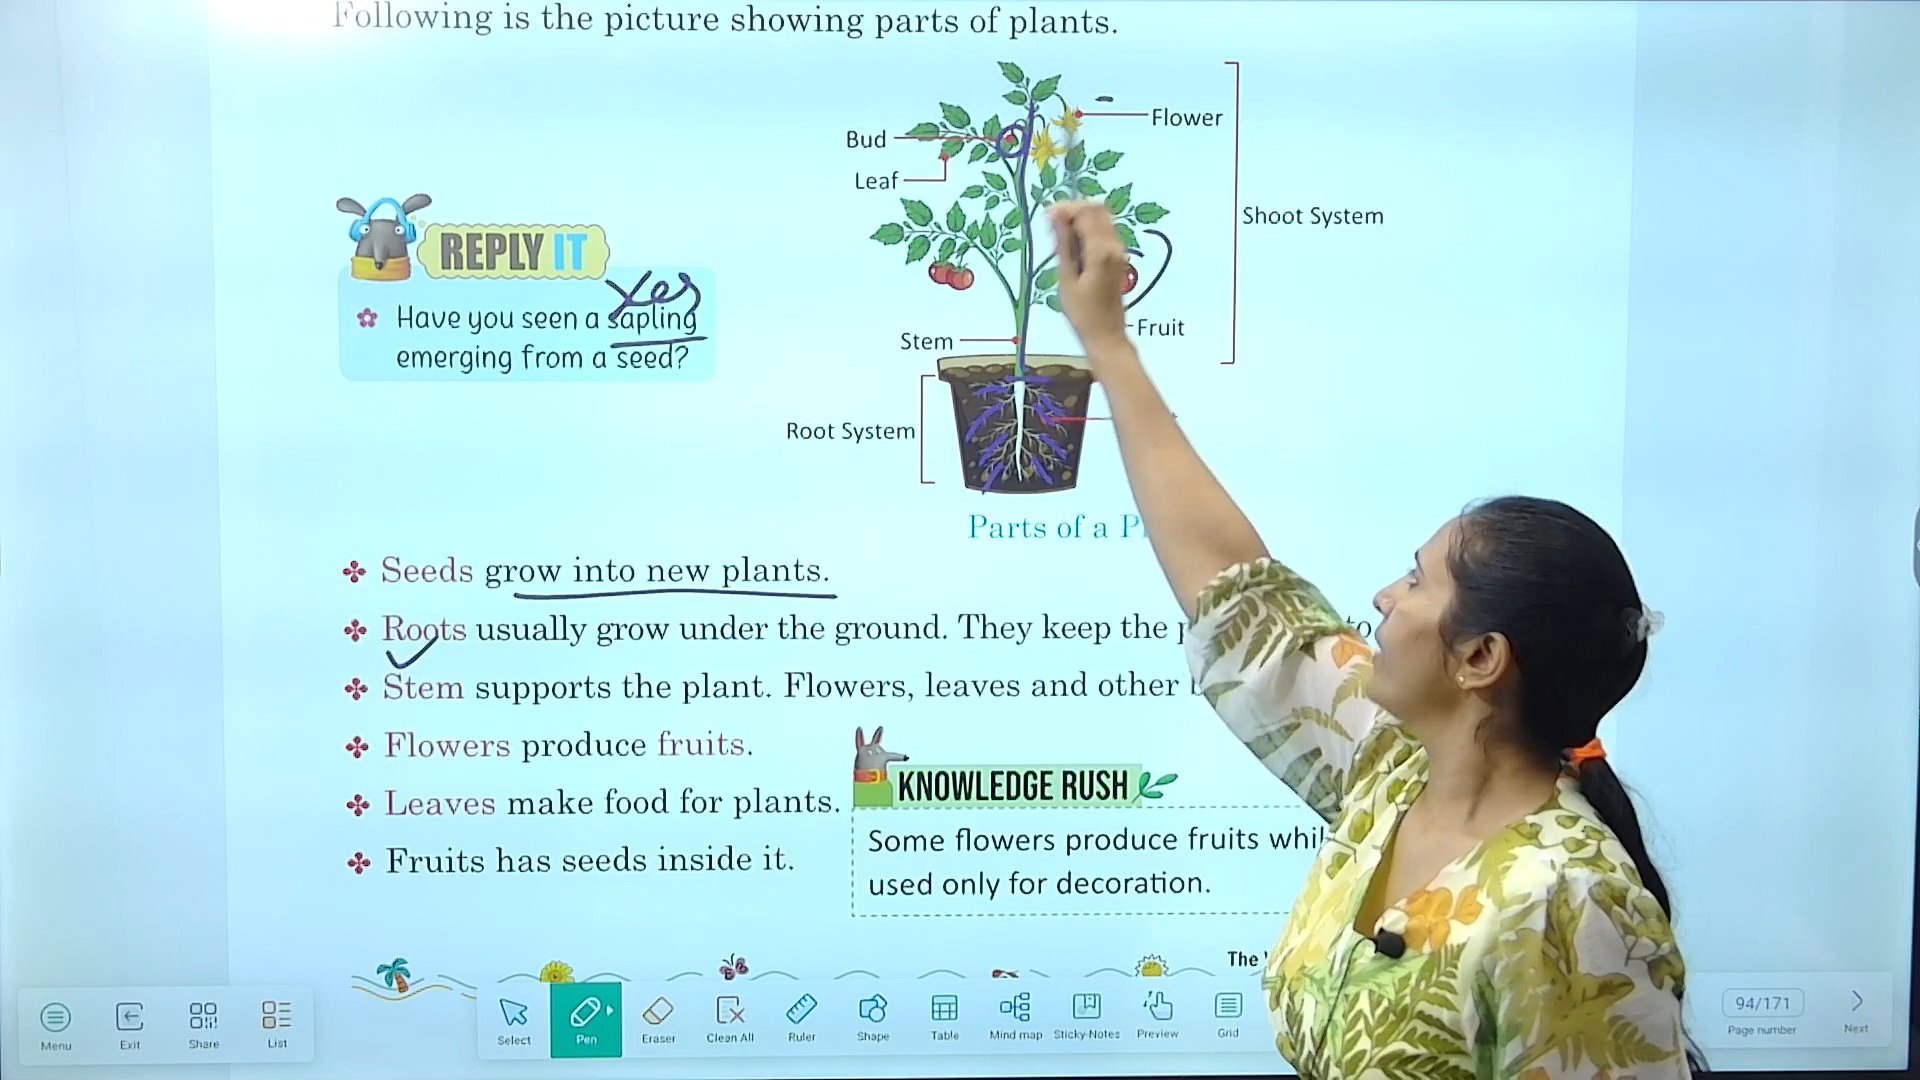 Following is the picture showing parts of plants.
Flower
Bud
Leaf
Shoot System
REPLY IT
Yes
Have you seen a sapling
emerging from a seed?
Fruit
Stem
Root System
Parts of a
Seeds grow into new plants.
Roots usually grow under the ground. They keep the
to
Stem supports the plant. Flowers, leaves and other
Flowers produce fruits.
KNOWLEDGE RUSH
Leaves make food for plants.
Some flowers produce fruits
used only for decoration.
Fruits has seeds inside it.
The
Menu
Exit
Share
List
Select
Pen
Eraser
Clean All
Ruler
Shape
Table
Mind map
Sticky-Notes
Preview
Grid
94/171
Page number
Next